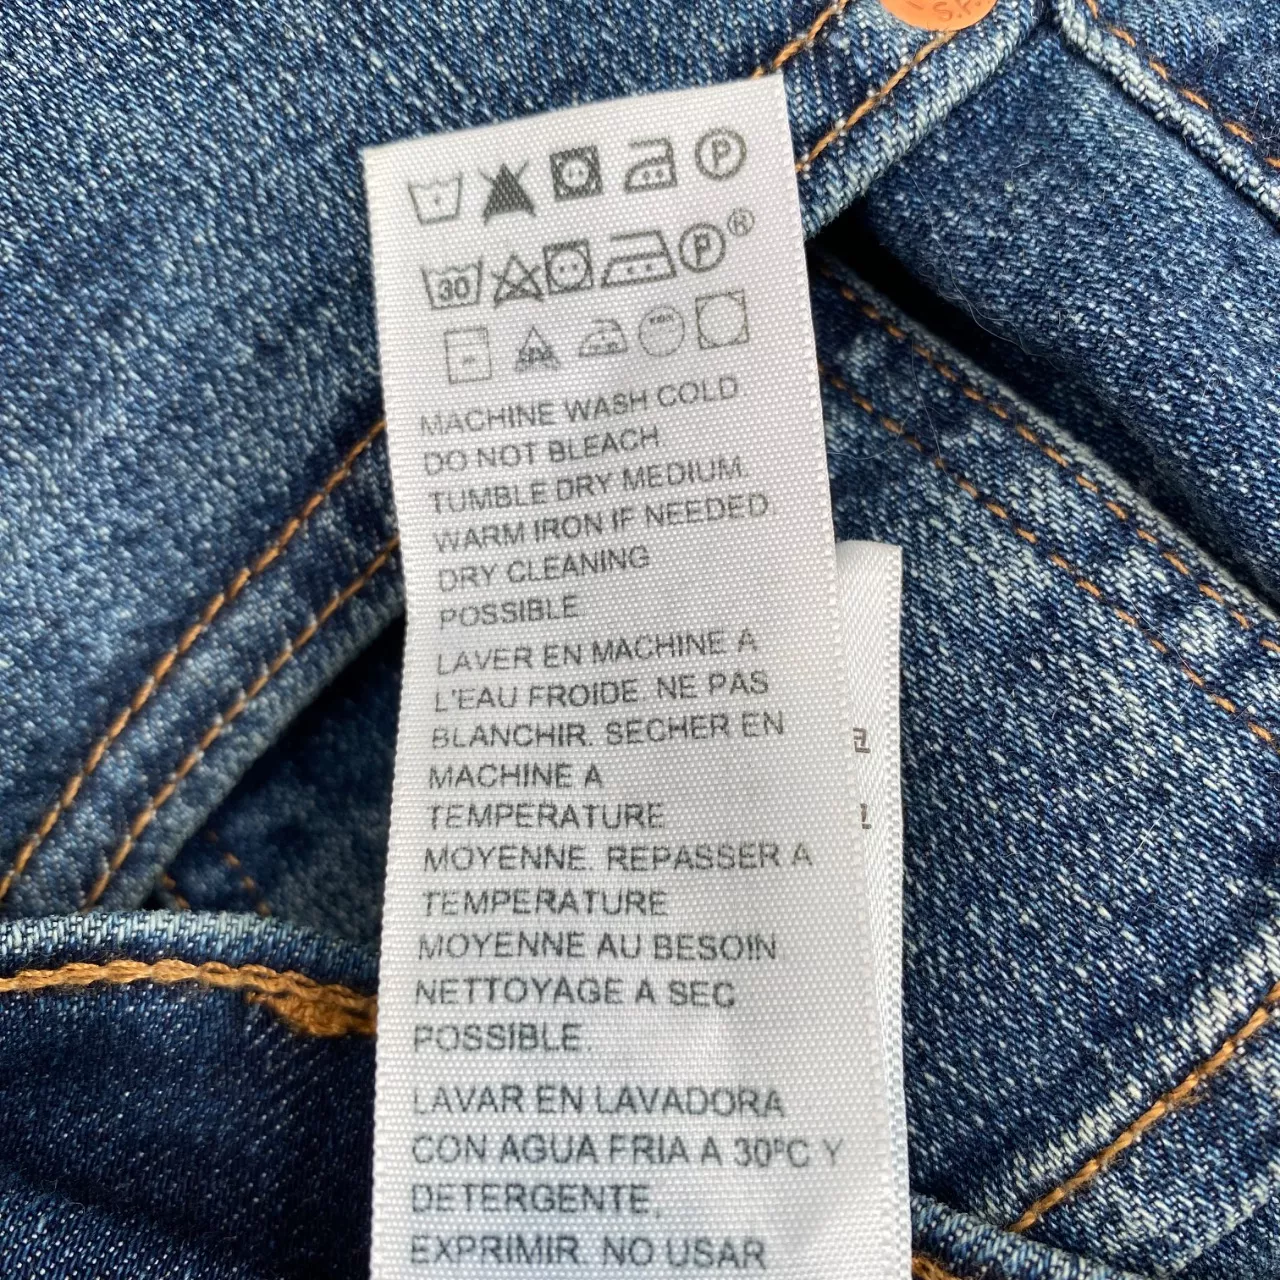 P
30 P®
MACHINE WASH COLD.
DO NOT BLEACH.
TUMBLE DRY MEDIUM.
WARM IRON IF NEEDED.
DRY CLEANING
POSSIBLE
LAVER EN MACHINE A
L'EAU FROIDE. NE PAS
BLANCHIR. SECHER EN
MACHINE A
TEMPERATURE
MOYENNE. REPASSER A
TEMPERATURE
MOYENNE AU BESOIN
NETTOYAGE A SEC
POSSIBLE.
LAVAR EN LAVADORA
CON AGUA FRIA A 30ºC Y
DETERGENTE,
EXPRIMIR. NO USAR